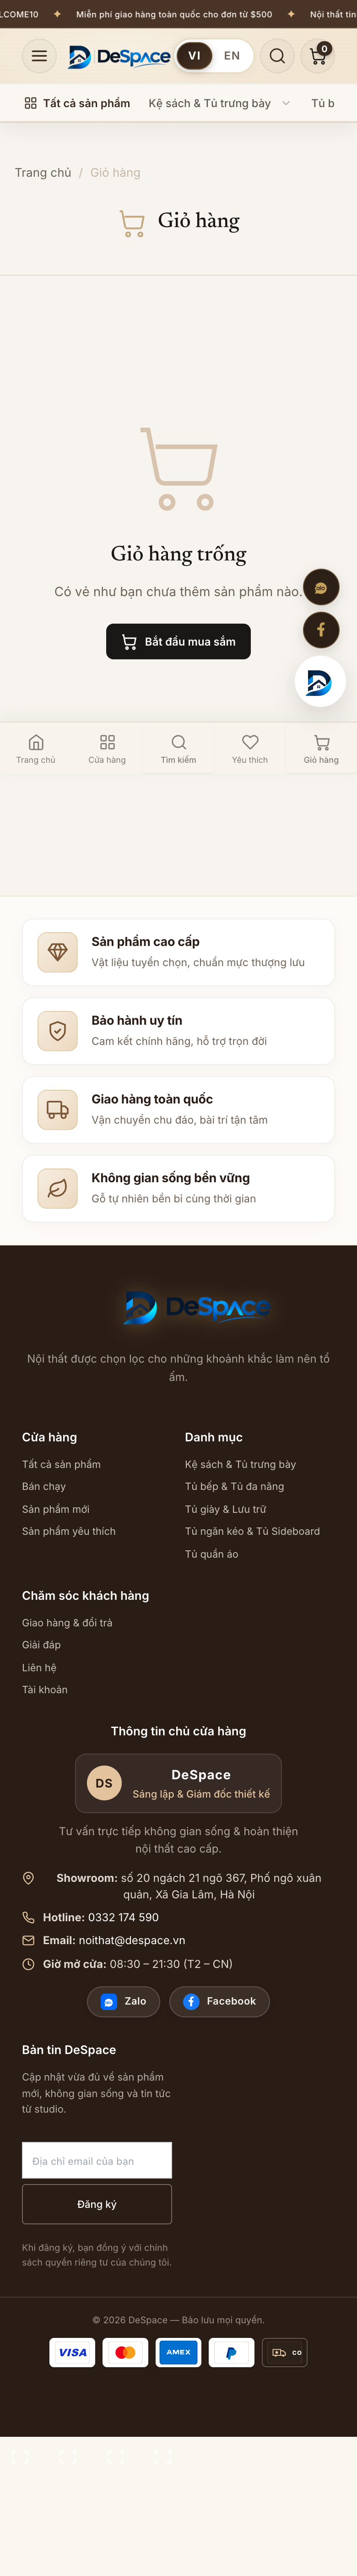 LCOME10 ✦ Miễn phí giao hàng toàn quốc cho đơn từ $500 ✦ Nội thất tin
DeSpace VI EN 0
Tất cả sản phẩm Kệ sách & Tủ trưng bày Tủ b
Trang chủ / Giỏ hàng
Giỏ hàng
Giỏ hàng trống
Có vẻ như bạn chưa thêm sản phẩm nào.
Bắt đầu mua sắm
Trang chủ Cửa hàng Tìm kiếm Yêu thích Giỏ hàng
Sản phẩm cao cấp
Vật liệu tuyển chọn, chuẩn mực thượng lưu
Bảo hành uy tín
Cam kết chính hãng, hỗ trợ trọn đời
Giao hàng toàn quốc
Vận chuyển chu đáo, bài trí tận tâm
Không gian sống bền vững
Gỗ tự nhiên bền bỉ cùng thời gian
DeSpace
Nội thất được chọn lọc cho những khoảnh khắc làm nên tổ
ấm.
Cửa hàng
Tất cả sản phẩm
Bán chạy
Sản phẩm mới
Sản phẩm yêu thích
Danh mục
Kệ sách & Tủ trưng bày
Tủ bếp & Tủ đa năng
Tủ giày & Lưu trữ
Tủ ngăn kéo & Tủ Sideboard
Tủ quần áo
Chăm sóc khách hàng
Giao hàng & đổi trả
Giải đáp
Liên hệ
Tài khoản
Thông tin chủ cửa hàng
DS
DeSpace
Sáng lập & Giám đốc thiết kế
Tư vấn trực tiếp không gian sống & hoàn thiện
nội thất cao cấp.
Showroom: số 20 ngách 21 ngõ 367, Phố ngô xuân
quản, Xã Gia Lâm, Hà Nội
Hotline: 0332 174 590
Email: noithat@despace.vn
Giờ mở cửa: 08:30 – 21:30 (T2 – CN)
Zalo Facebook
Bản tin DeSpace
Cập nhật vừa đủ về sản phẩm
mới, không gian sống và tin tức
từ studio.
Địa chỉ email của bạn
Đăng ký
Khi đăng ký, bạn đồng ý với chính
sách quyền riêng tư của chúng tôi.
© 2026 DeSpace — Bảo lưu mọi quyền.
VISA AMEX CO